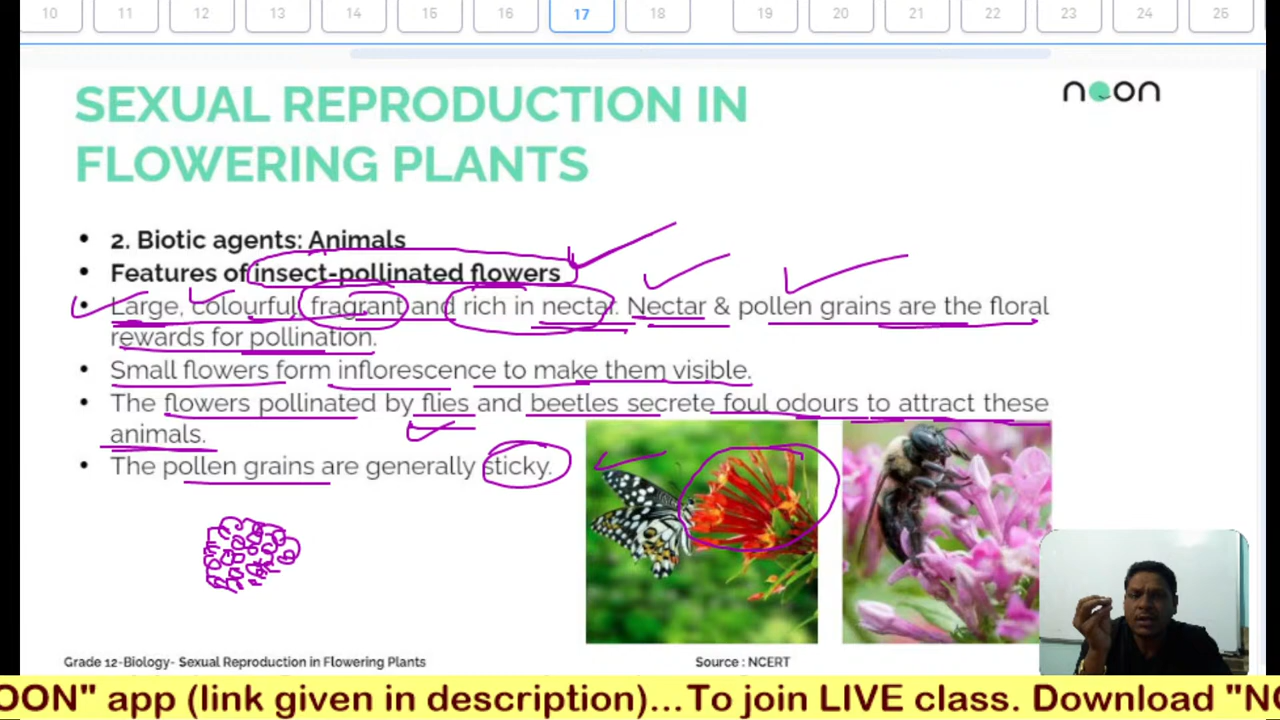 10 11 12 13 14 15 16 17 18 19 20 21 22 23 24 25
SEXUAL REPRODUCTION IN
noon
FLOWERING PLANTS
• 2. Biotic agents: Animals
• Features of insect-pollinated flowers
• Large, colourful, fragrant and rich in nectar. Nectar & pollen grains are the floral
rewards for pollination.
• Small flowers form inflorescence to make them visible.
• The flowers pollinated by flies and beetles secrete foul odours to attract these
animals.
• The pollen grains are generally sticky.
Grade 12-Biology- Sexual Reproduction in Flowering Plants
Source : NCERT
OON" app (link given in description)...To join LIVE class. Download "NO